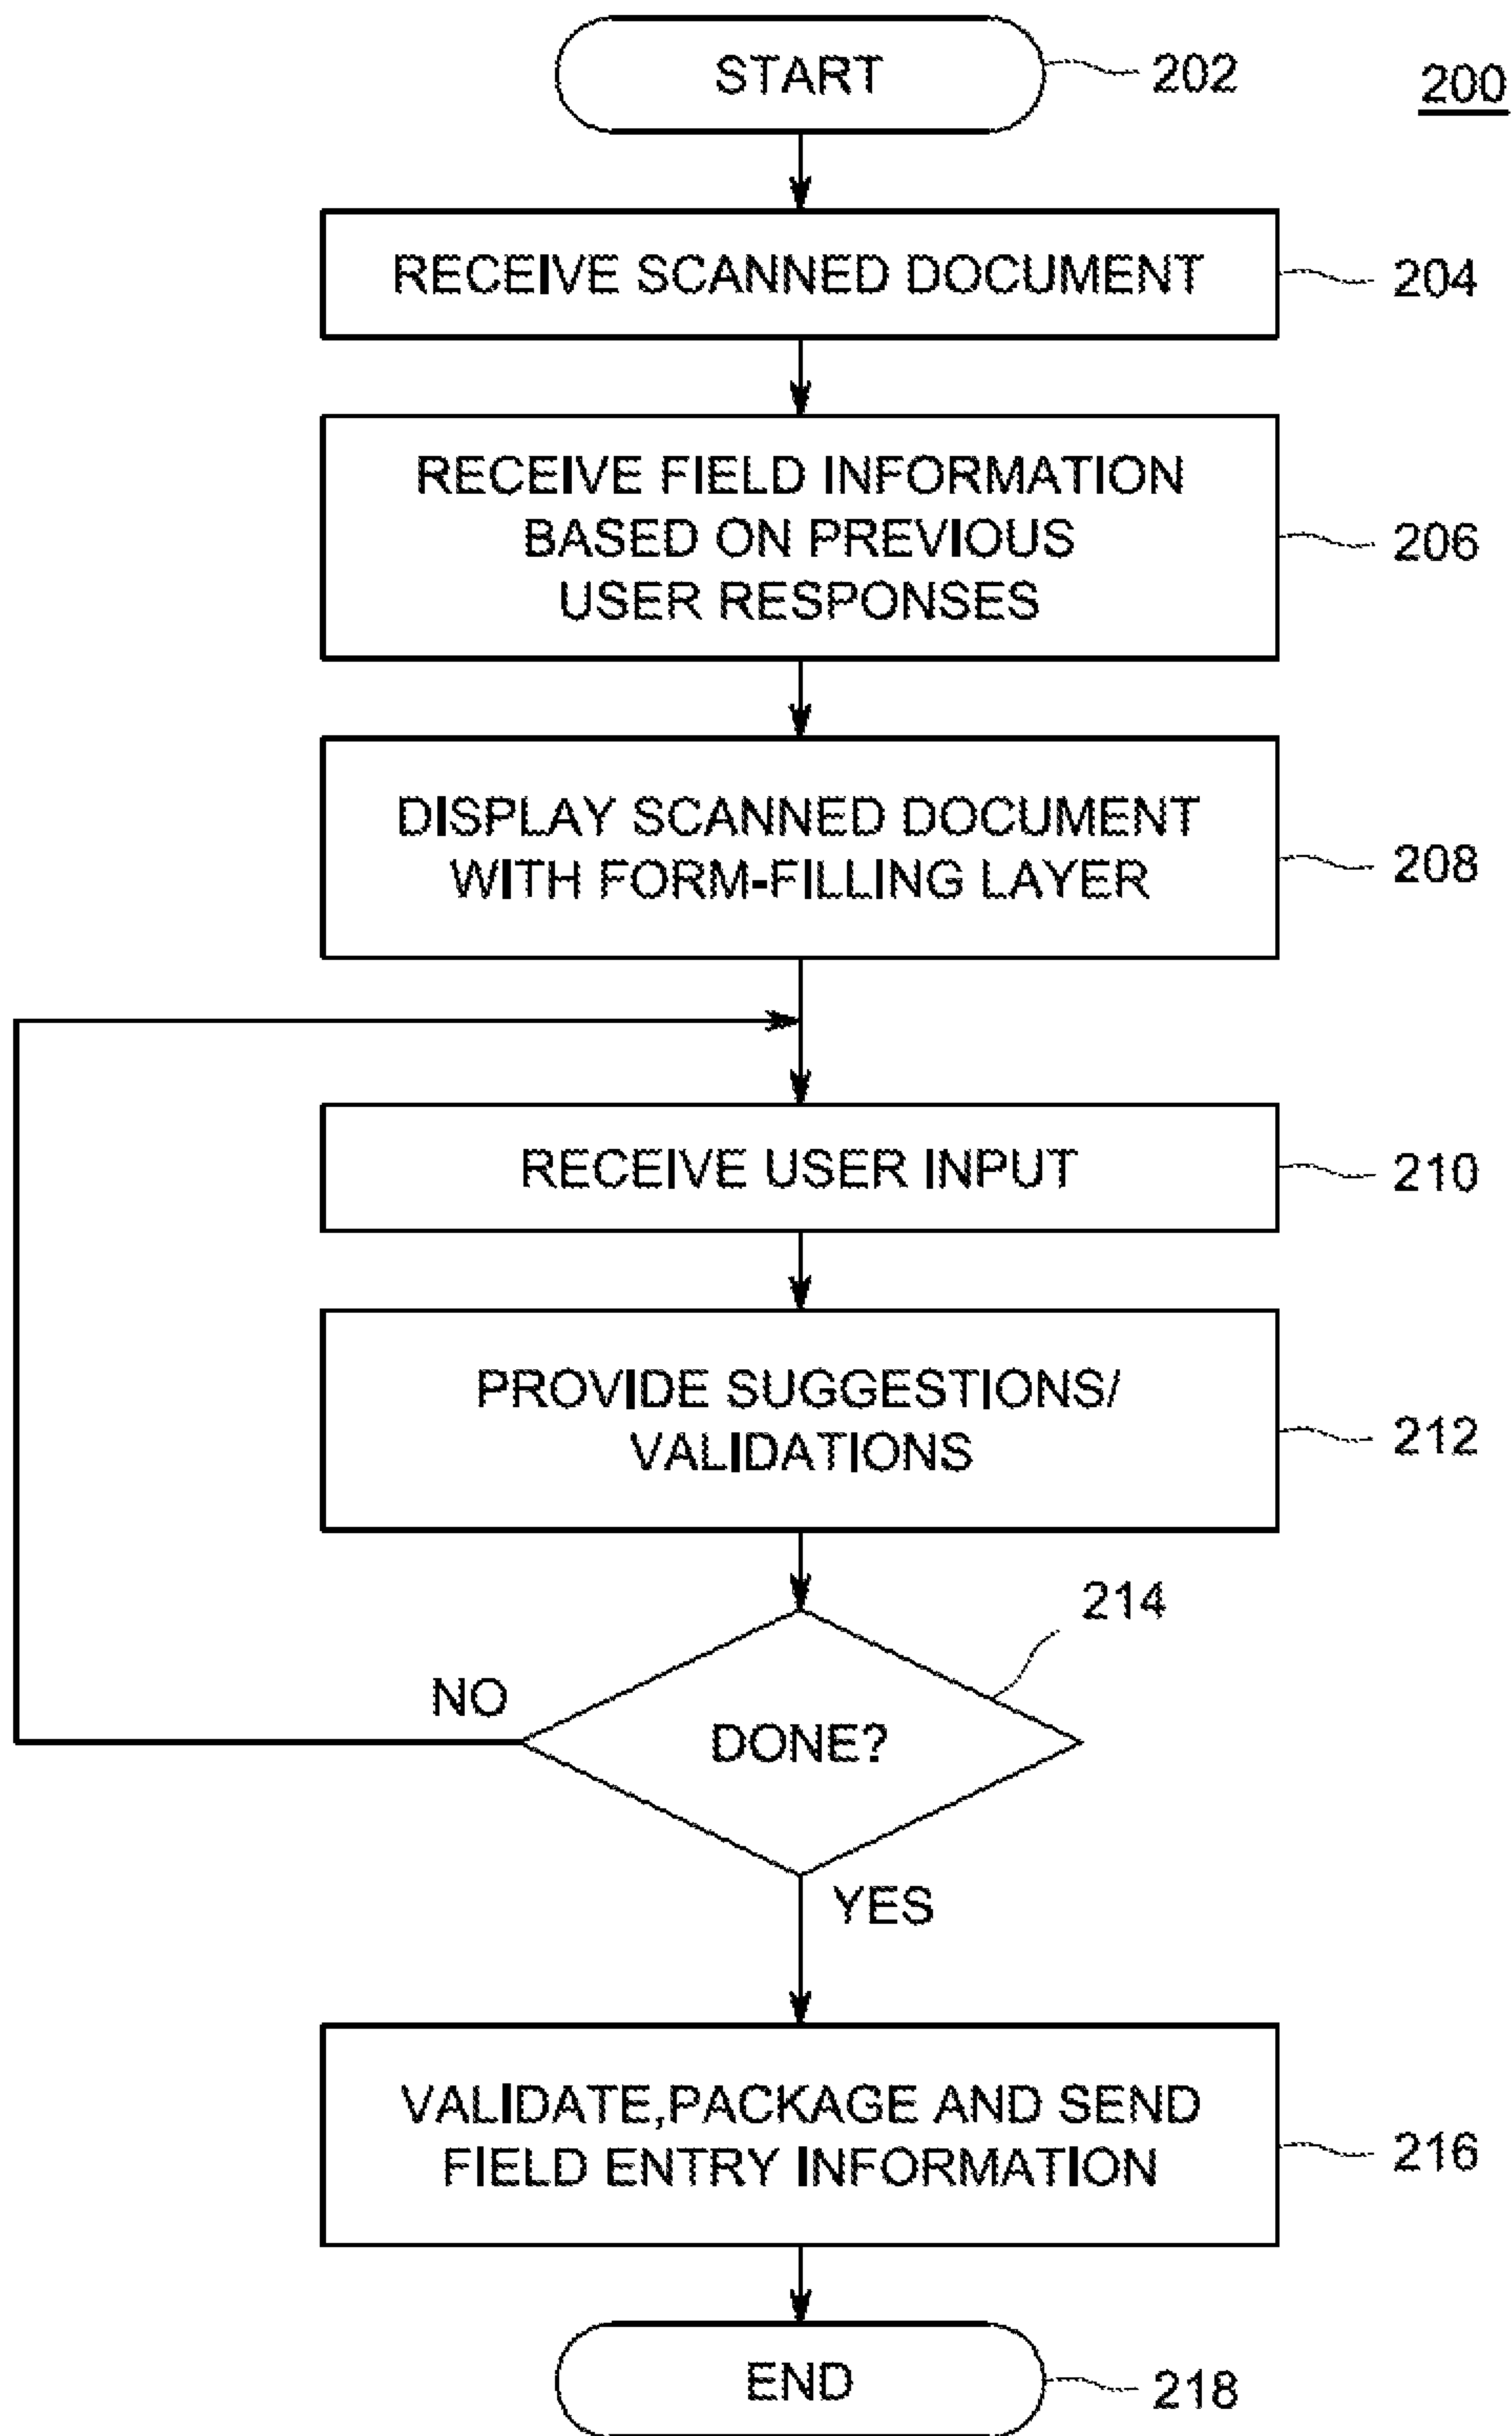 START
202
200
RECEIVE SCANNED DOCUMENT
204
RECEIVE FIELD INFORMATION
BASED ON PREVIOUS
USER RESPONSES
206
DISPLAY SCANNED DOCUMENT
WITH FORM-FILLING LAYER
208
RECEIVE USER INPUT
210
PROVIDE SUGGESTIONS/
VALIDATIONS
212
214
NO
DONE?
YES
VALIDATE,PACKAGE AND SEND
FIELD ENTRY INFORMATION
216
END
218